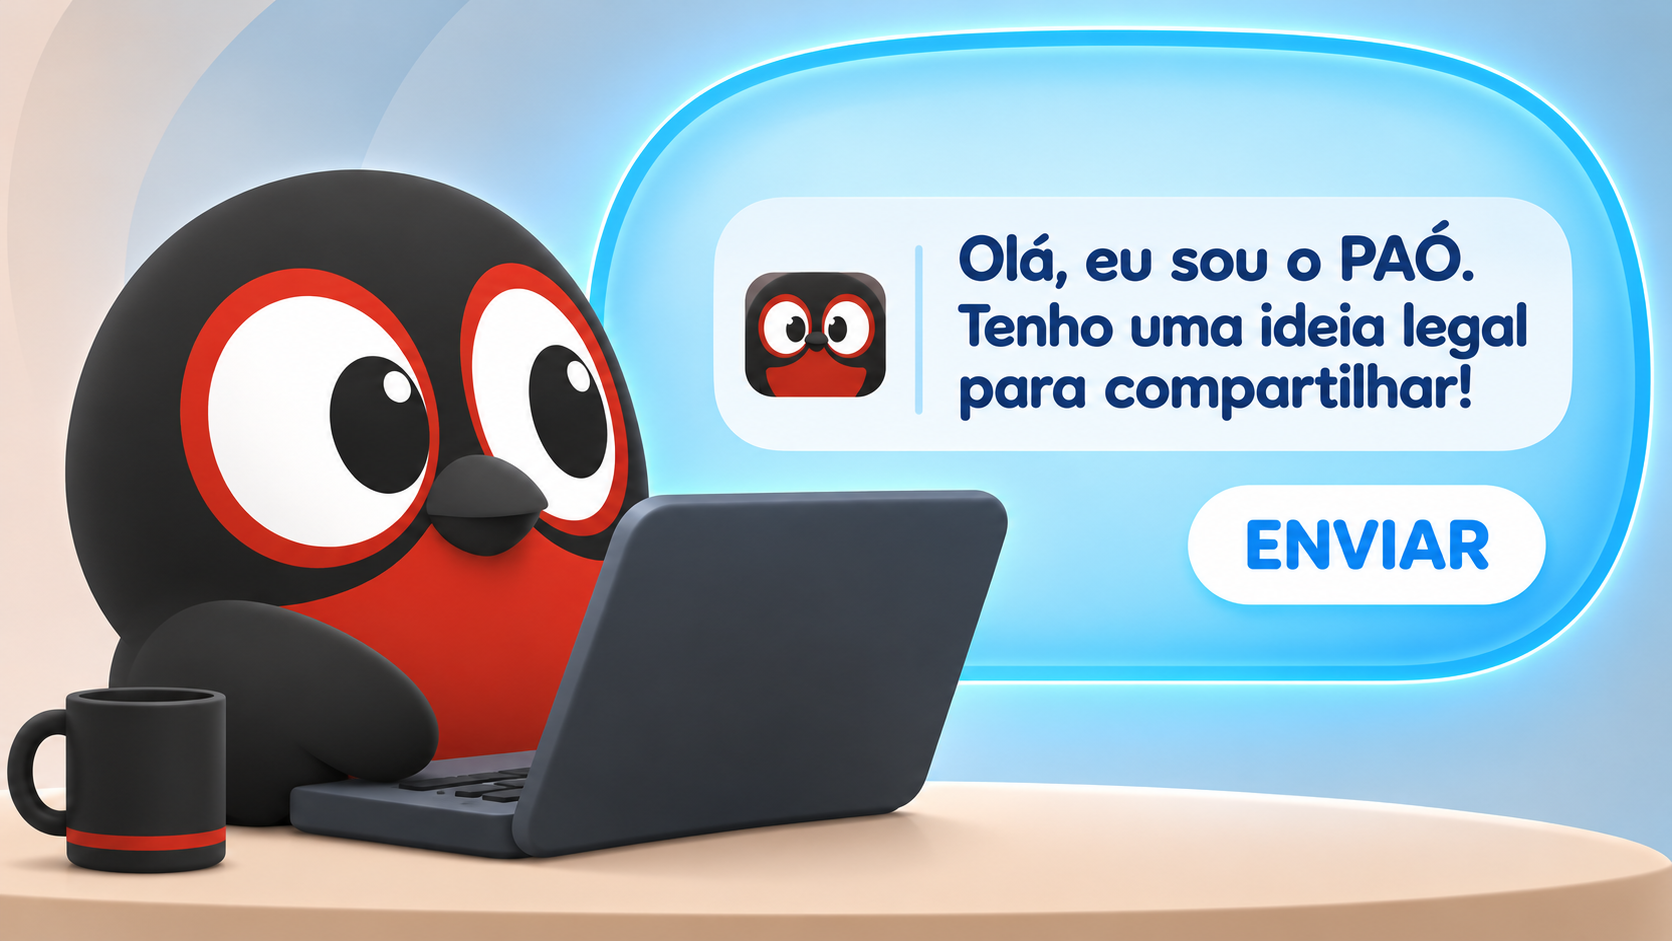 Olá, eu sou o PAÓ.
Tenho uma ideia legal
para compartilhar!
ENVIAR